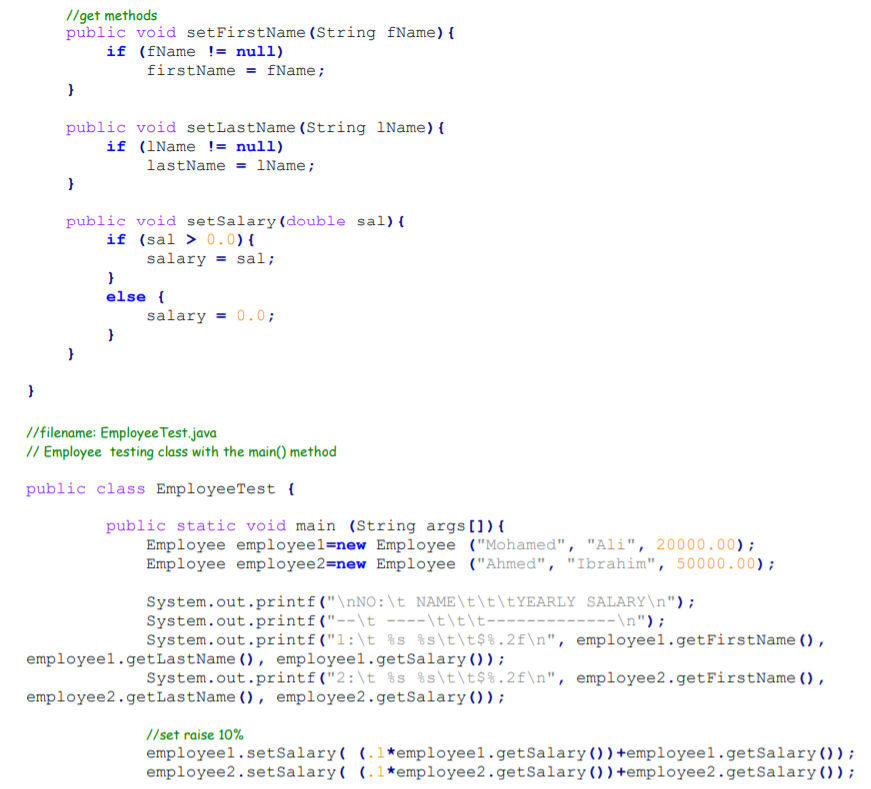 //get methods
public void setFirstName(String fName){
if (fName != null)
firstName = fName;
}
public void setLastName(String lName){
if (lName != null)
lastName = lName;
}
public void setSalary(double sal){
if (sal > 0.0){
salary = sal;
}
else {
salary = 0.0;
}
}
}
//filename: EmployeeTest.java
// Employee testing class with the main() method
public class EmployeeTest {
public static void main (String args[]){
Employee employee1=new Employee ("Mohamed", "Ali", 20000.00);
Employee employee2=new Employee ("Ahmed", "Ibrahim", 50000.00);
System.out.printf("\nNO:\t NAME\t\t\tYEARLY SALARY\n");
System.out.printf("--\t ----\t\t\t-------------\n");
System.out.printf("1:\t %s %s\t\t$%.2f\n", employee1.getFirstName(),
employee1.getLastName(), employee1.getSalary());
System.out.printf("2:\t %s %s\t\t$%.2f\n", employee2.getFirstName(),
employee2.getLastName(), employee2.getSalary());
//set raise 10%
employee1.setSalary( (.1*employee1.getSalary())+employee1.getSalary());
employee2.setSalary( (.1*employee2.getSalary())+employee2.getSalary());